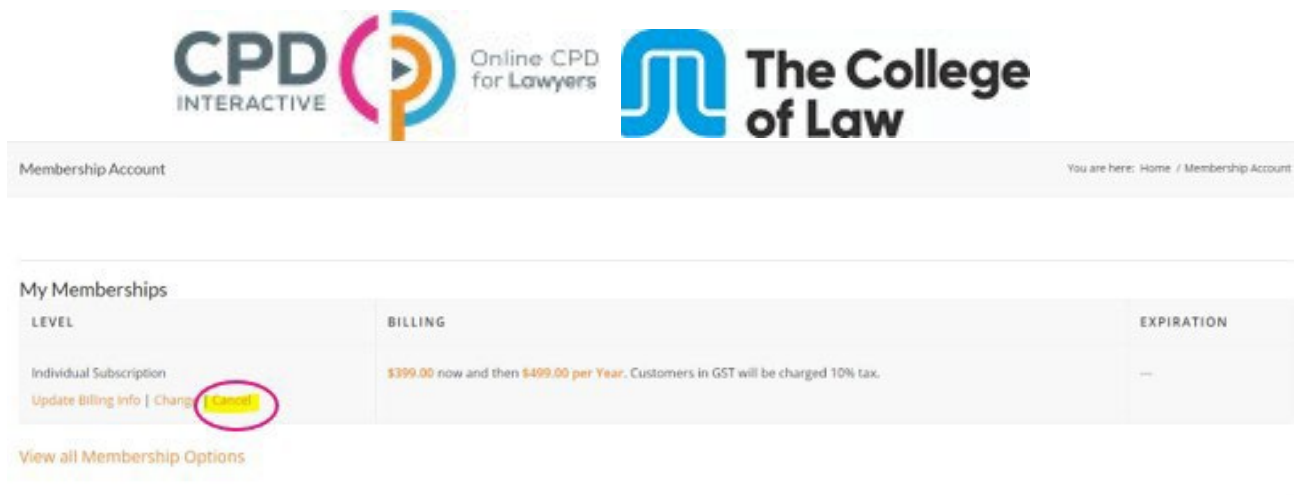 CPD
INTERACTIVE
Online CPD
for Lawyers
The College
of Law
Membership Account
You are here: Home / Membership Account
My Memberships
LEVEL BILLING EXPIRATION
Individual Subscription $399.00 now and then $499.00 per Year. Customers in GST will be charged 10% tax. ---
Update Billing Info | Change | Cancel
View all Membership Options